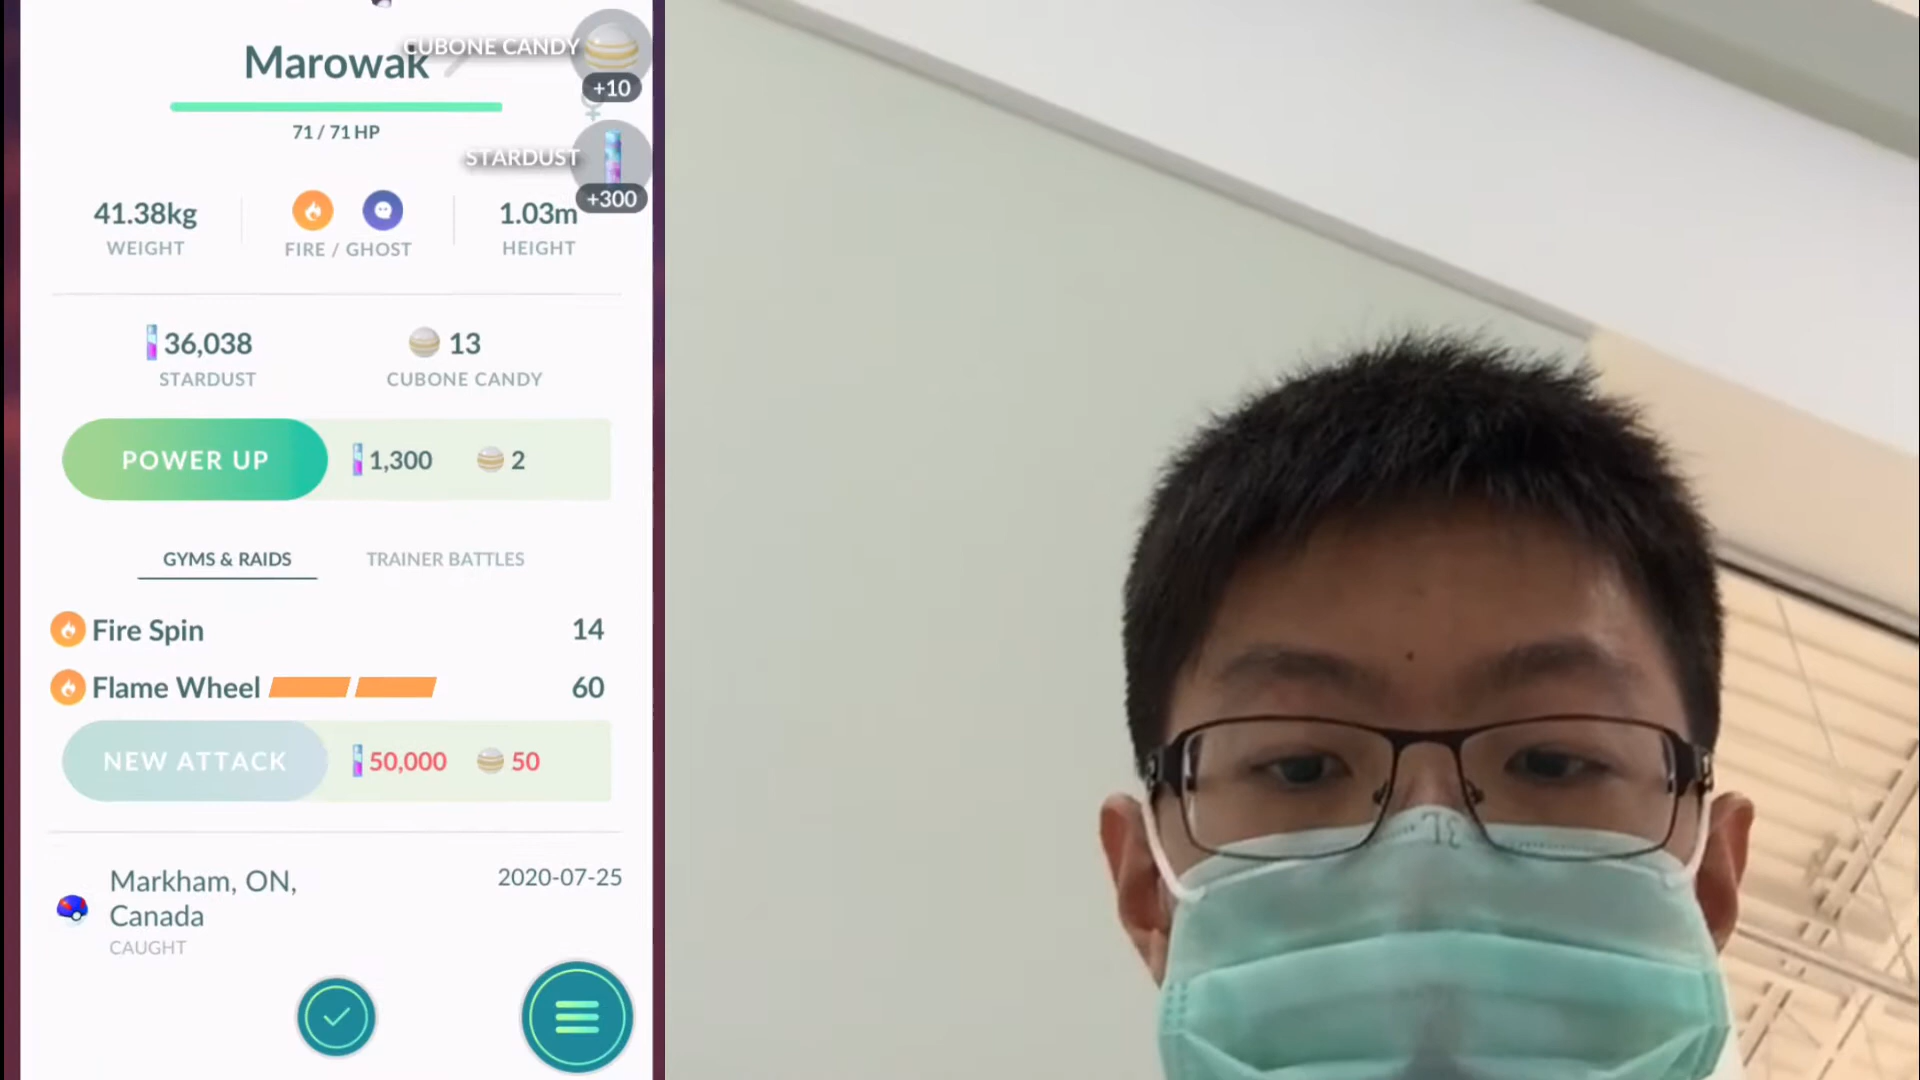 CUBONE CANDY
+10
Marowak
71 / 71 HP
STARDUST
+300
41.38kg
WEIGHT
FIRE / GHOST
1.03m
HEIGHT
36,038
STARDUST
13
CUBONE CANDY
POWER UP
1,300
2
GYMS & RAIDS
TRAINER BATTLES
Fire Spin
14
Flame Wheel
60
NEW ATTACK
50,000
50
Markham, ON,
Canada
CAUGHT
2020-07-25